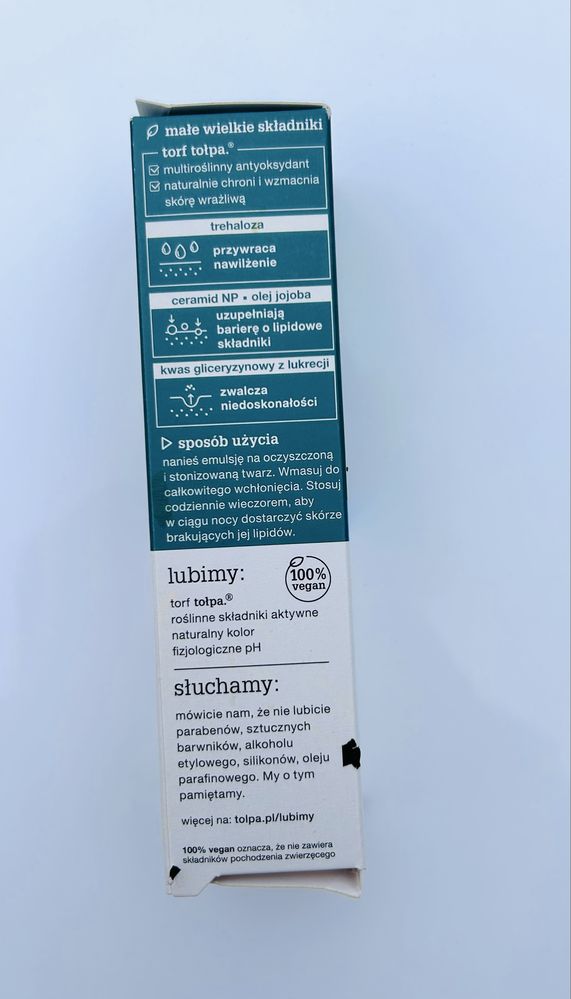 małe wielkie składniki
torf tołpa.®
multiroślinny antyoksydant
naturalnie chroni i wzmacnia
skórę wrażliwą
trehaloza
przywraca
nawilżenie
ceramid NP ▪ olej jojoba
uzupełniają
barierę o lipidowe
składniki
kwas gliceryzynowy z lukrecji
zwalcza
niedoskonałości
sposób użycia
nanieś emulsję na oczyszczoną
i stonizowaną twarz. Wmasuj do
całkowitego wchłonięcia. Stosuj
codziennie wieczorem, aby
w ciągu nocy dostarczyć skórze
brakujących jej lipidów.
lubimy:
100%
vegan
torf tołpa.®
roślinne składniki aktywne
naturalny kolor
fizjologiczne pH
słuchamy:
mówicie nam, że nie lubicie
parabenów, sztucznych
barwników, alkoholu
etylowego, silikonów, oleju
parafinowego. My o tym
pamiętamy.
więcej na: tolpa.pl/lubimy
100% vegan oznacza, że nie zawiera
składników pochodzenia zwierzęcego